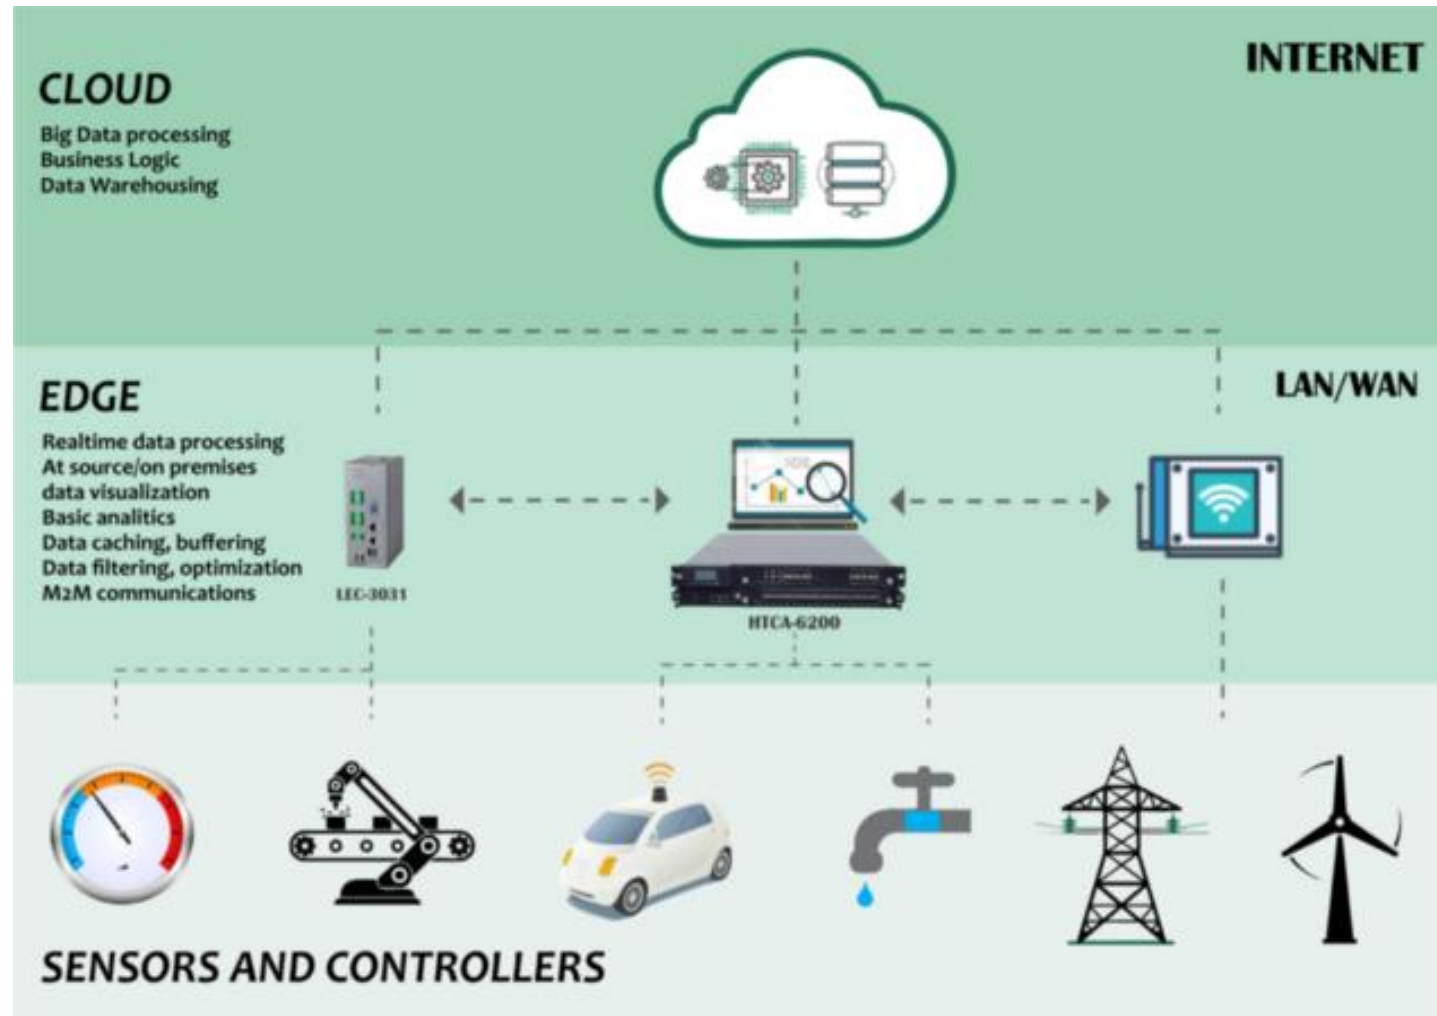 CLOUD
Big Data processing
Business Logic
Data Warehousing
INTERNET
EDGE
Realtime data processing
At source/on premises
data visualization
Basic analitics
Data caching, buffering
Data filtering, optimization
M2M communications
LAN/WAN
LEC-3031
HTCA-6200
SENSORS AND CONTROLLERS